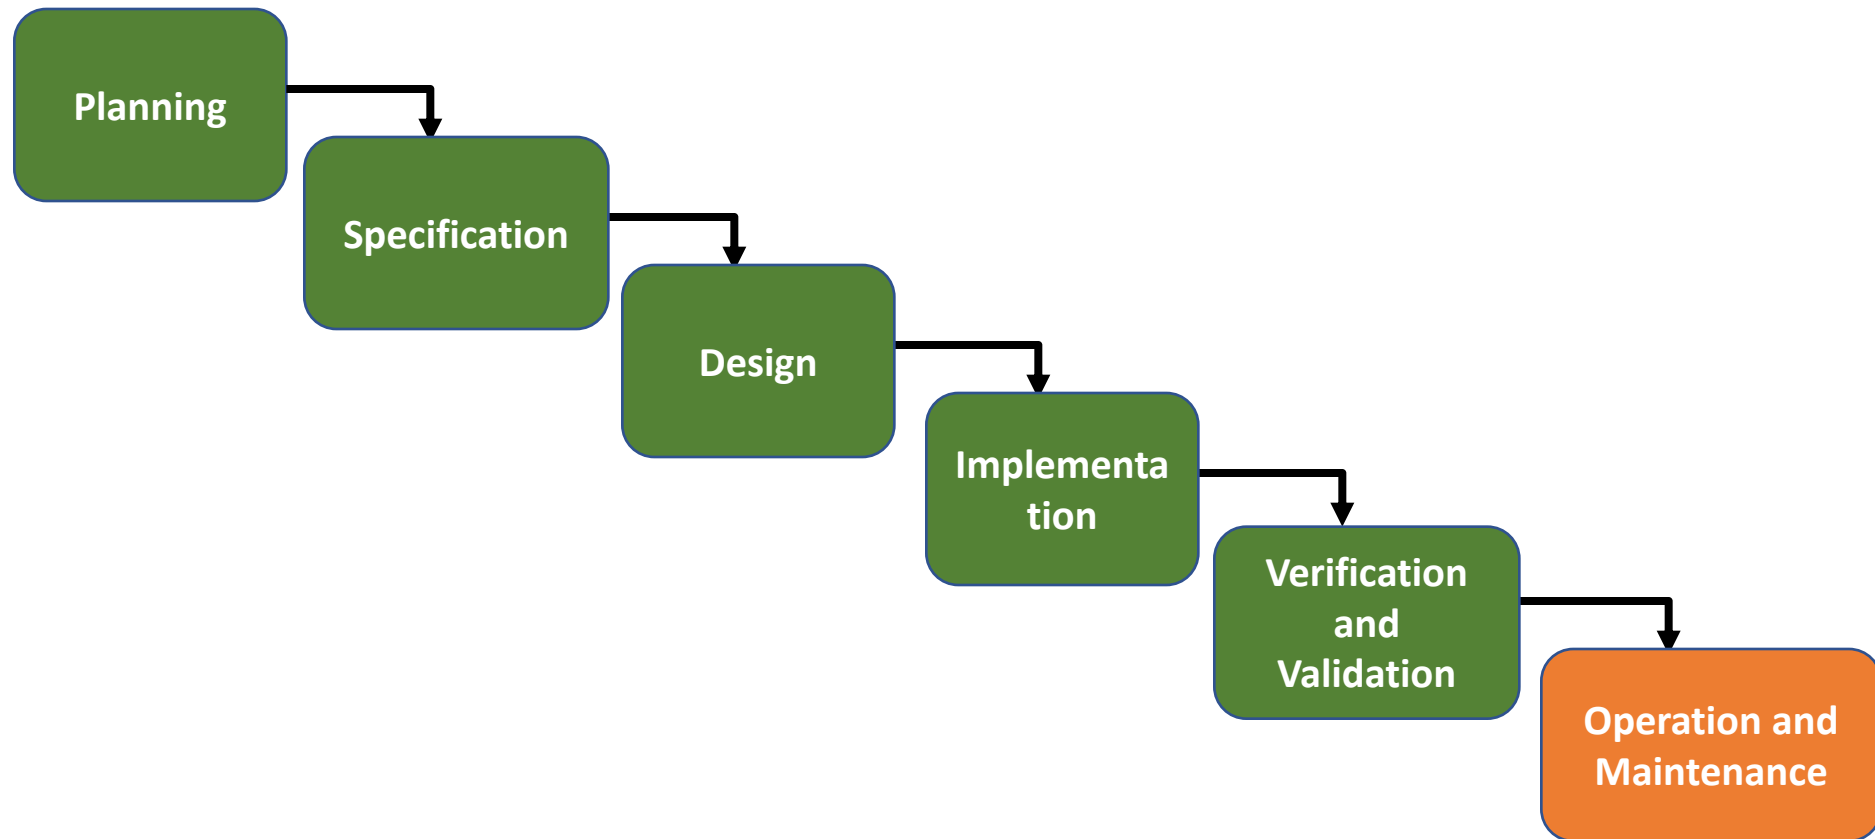 Planning
Specification
Design
Implementa
tion
Verification
and
Validation
Operation and
Maintenance